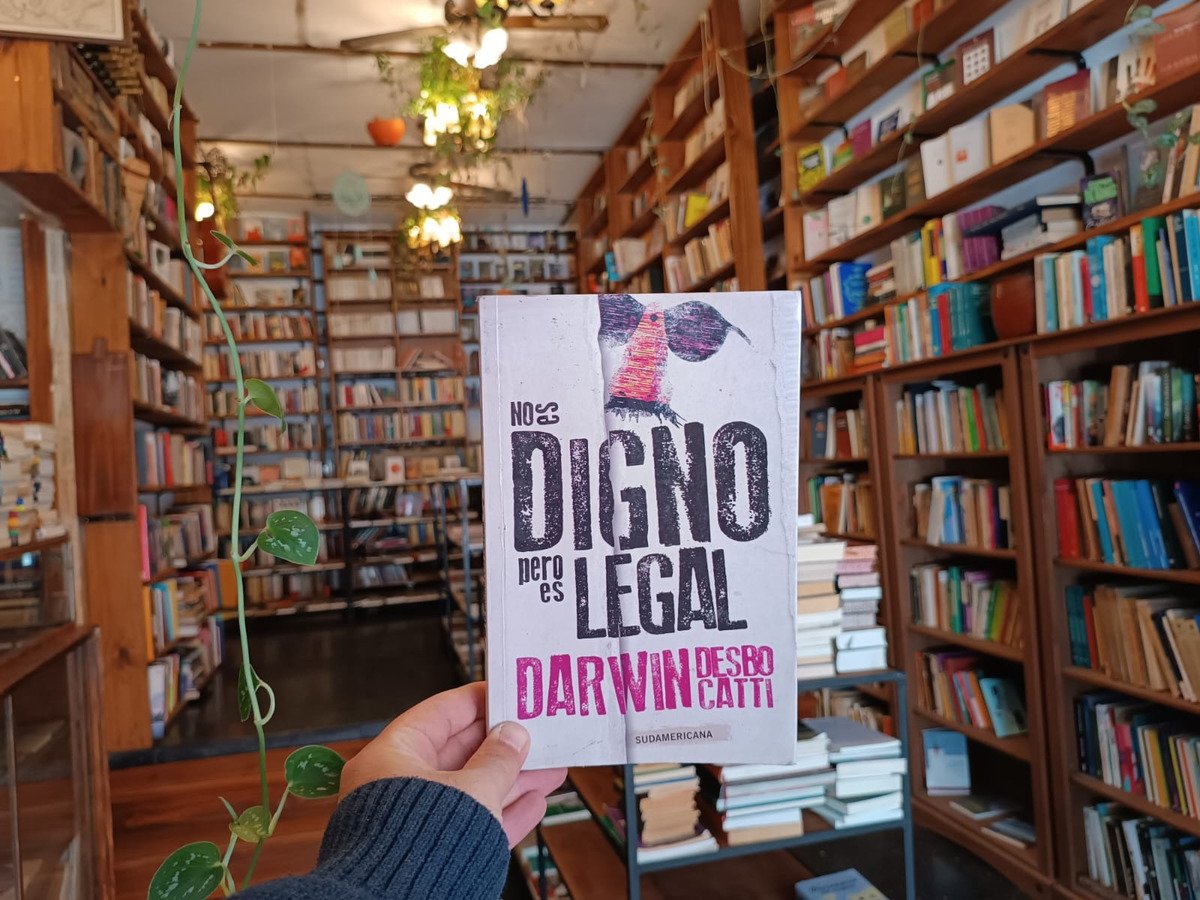 NO es
DIGNO
pero es
LEGAL
DARWIN DESBOCATTI
SUDAMERICANA